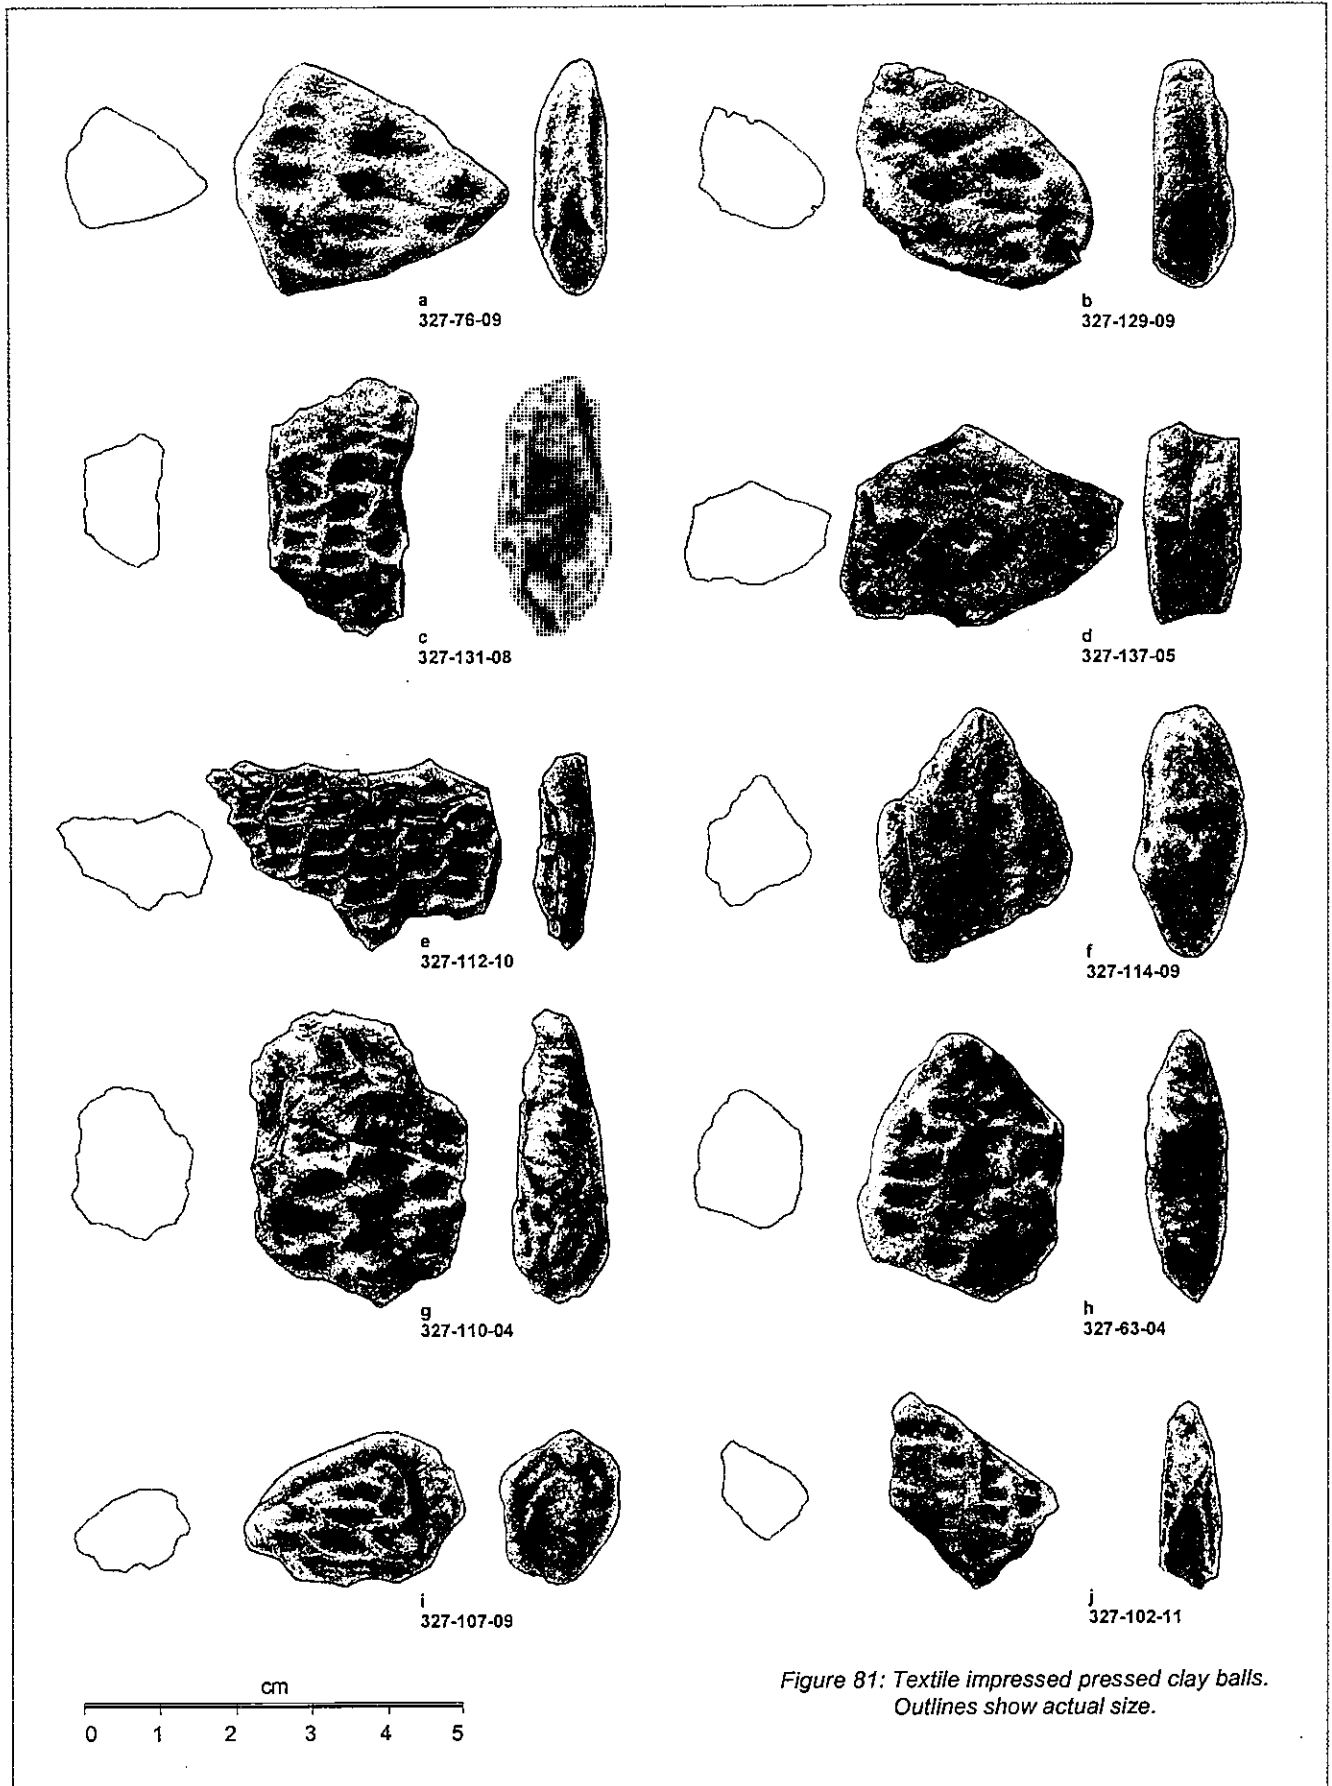 a
327-76-09
b
327-129-09
c
327-131-08
d
327-137-05
e
327-112-10
f
327-114-09
g
327-110-04
h
327-63-04
i
327-107-09
j
327-102-11
cm
0 1 2 3 4 5
Figure 81: Textile impressed pressed clay balls.
Outlines show actual size.